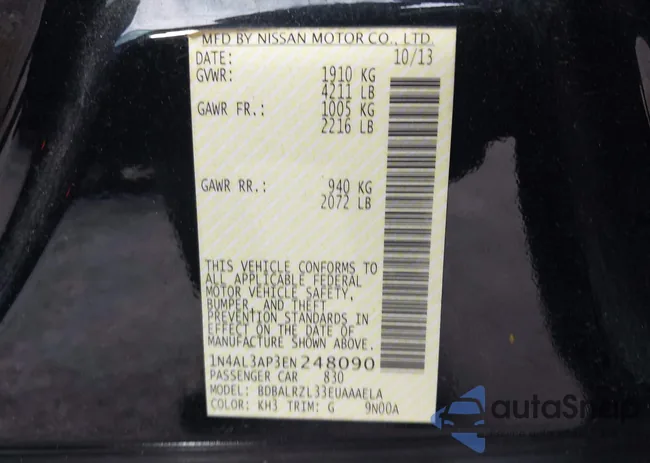 MFD BY NISSAN MOTOR CO., LTD.
DATE: 10/13
GVWR: 1910 KG
4211 LB
GAWR FR.: 1005 KG
2216 LB
GAWR RR.: 940 KG
2072 LB
THIS VEHICLE CONFORMS TO
ALL APPLICABLE FEDERAL
MOTOR VEHICLE SAFETY,
BUMPER, AND THEFT
PREVENTION STANDARDS IN
EFFECT ON THE DATE OF
MANUFACTURE SHOWN ABOVE.
1N4AL3AP3EN248090
PASSENGER CAR 830
MODEL: BDBALRZL33EUAAAELA
COLOR: KH3 TRIM: G 9N00A
autoSnap